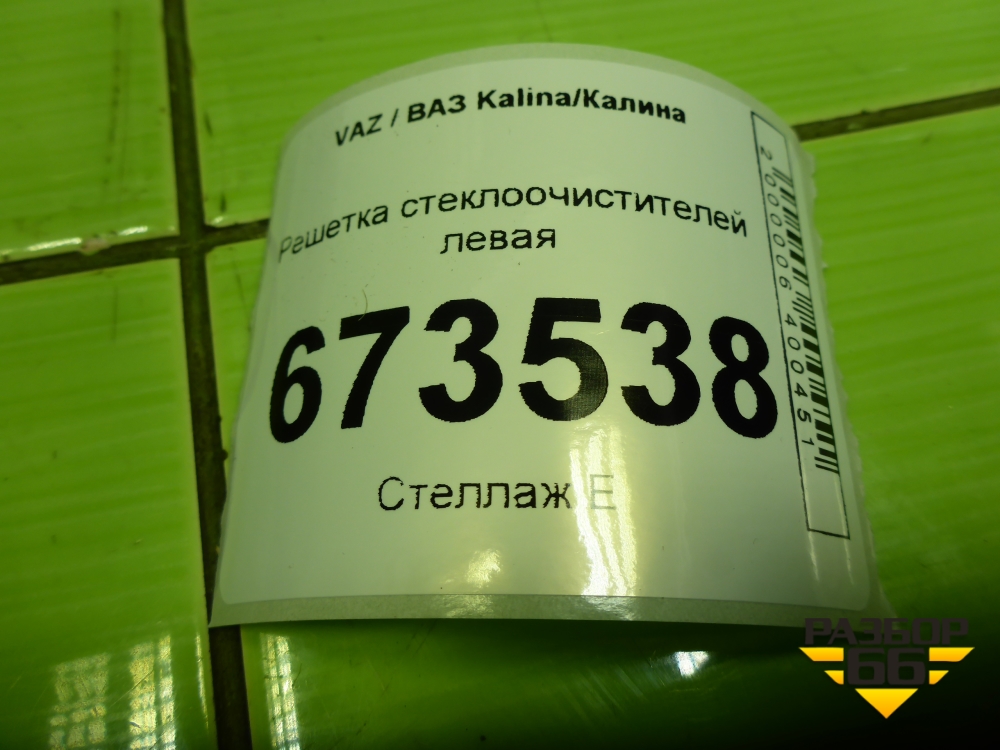 VAZ / ВАЗ Kalina/Калина
Решетка стеклоочистителей
левая
673538
Стеллаж E
2000006400451
РАЗБОР
66